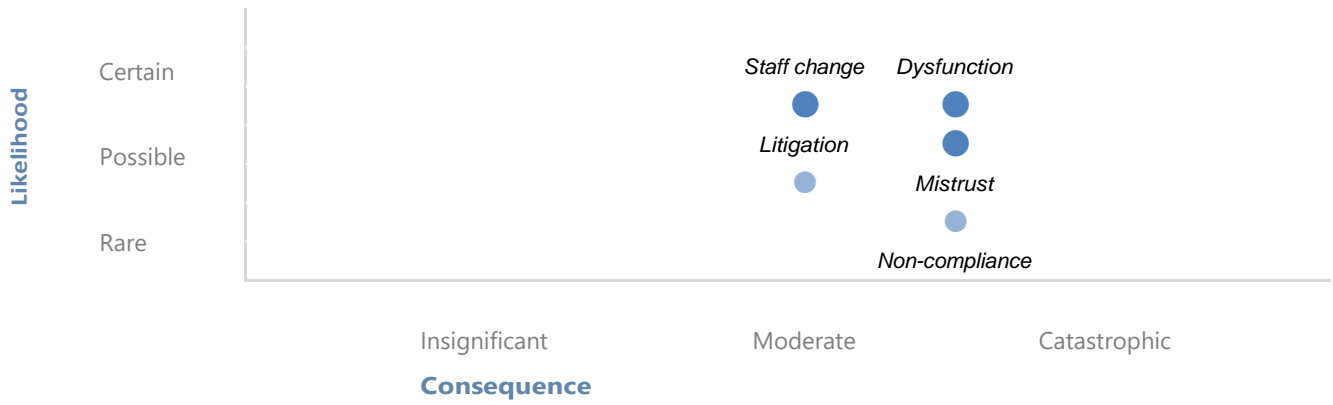 Likelihood
Certain
Staff change
Dysfunction
Litigation
Possible
Mistrust
Rare
Non-compliance
Insignificant
Moderate
Catastrophic
Consequence